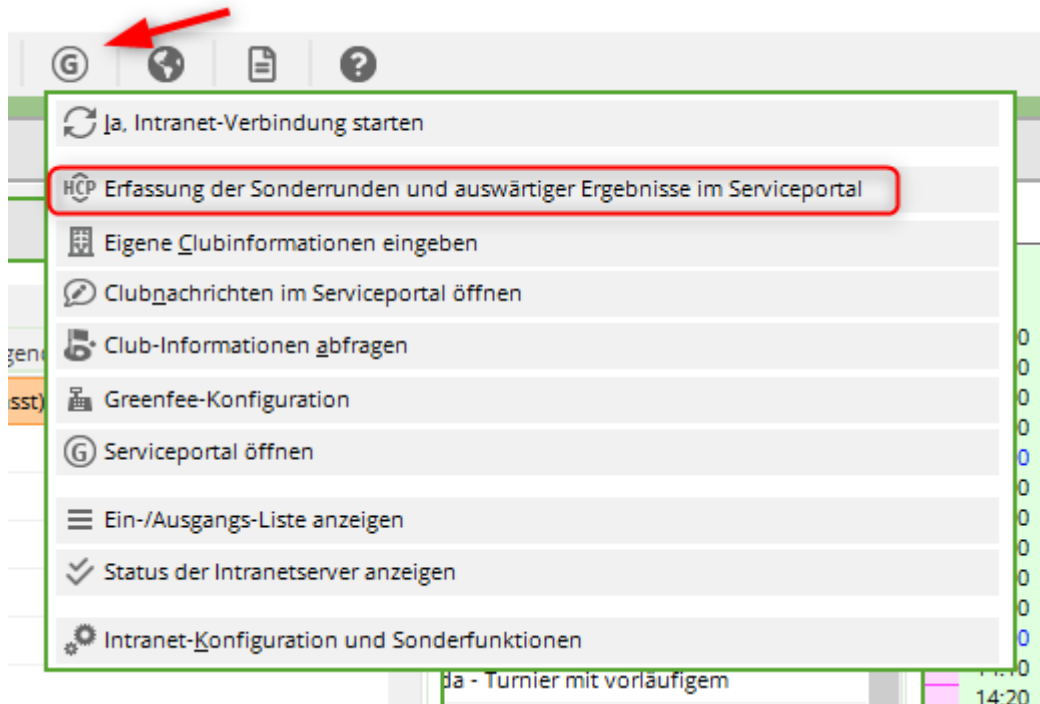 G
?
Ja, Intranet-Verbindung starten
HCP Erfassung der Sonderrunden und auswärtiger Ergebnisse im Serviceportal
Eigene Clubinformationen eingeben
Clubnachrichten im Serviceportal öffnen
Club-Informationen abfragen
Greenfee-Konfiguration
G Serviceportal öffnen
Ein-/Ausgangs-Liste anzeigen
Status der Intranetserver anzeigen
Intranet-Konfiguration und Sonderfunktionen
da - Turnier mit vorläufigem
14:20